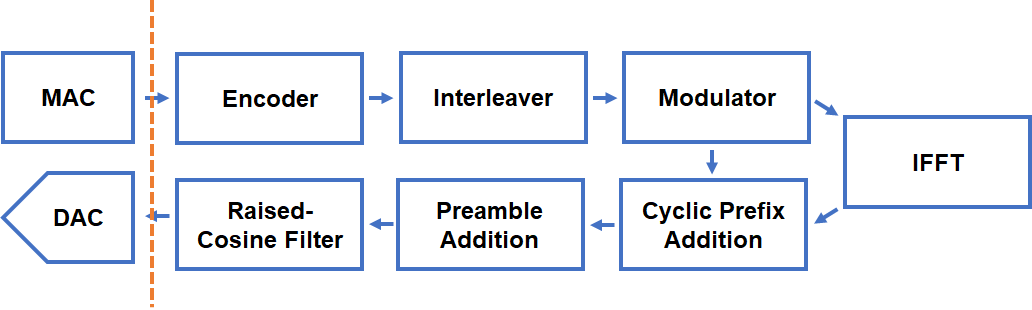 MAC
Encoder
Interleaver
Modulator
IFFT
DAC
Raised-
Cosine Filter
Preamble
Addition
Cyclic Prefix
Addition